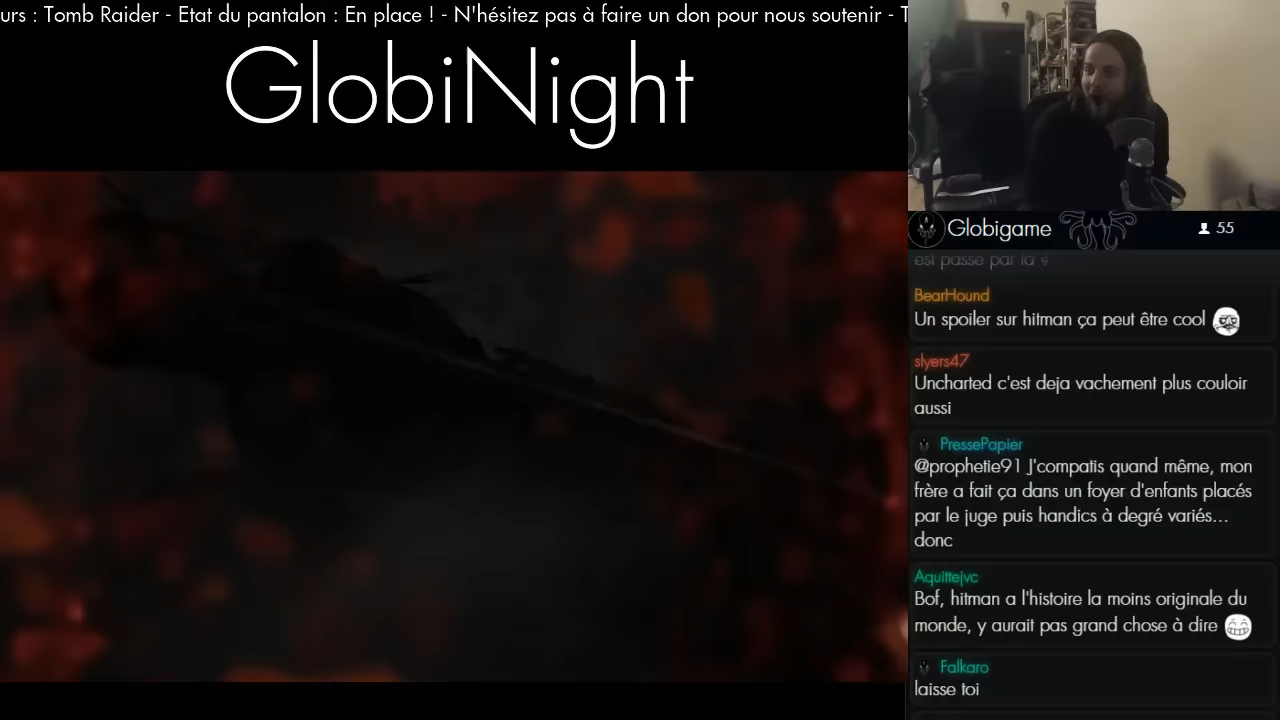 urs : Tomb Raider - Etat du pantalon : En place ! - N'hésitez pas à faire un don pour nous soutenir - T
GlobiNight
Globigame
55
est passe par la ?
BearHound
Un spoiler sur hitman ça peut être cool
slyers47
Uncharted c'est deja vachement plus couloir
aussi
PressePapier
@prophetie91 J'compatis quand même, mon
frère a fait ça dans un foyer d'enfants placés
par le juge puis handics à degré variés...
donc
Aquittejvc
Bof, hitman a l'histoire la moins originale du
monde, y aurait pas grand chose à dire
Falkaro
laisse toi